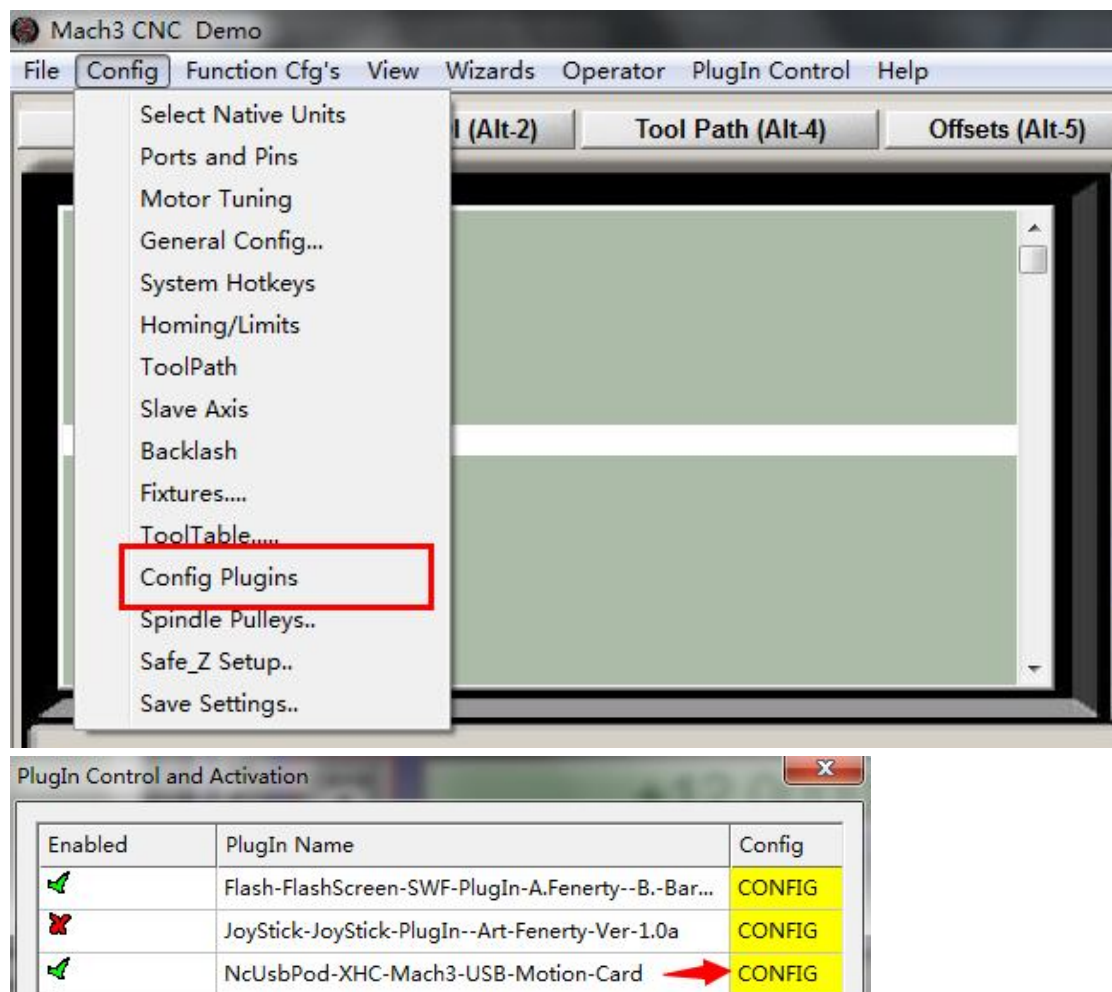 Mach3 CNC Demo
File Config Function Cfg's View Wizards Operator PlugIn Control Help
Select Native Units
l (Alt-2) Tool Path (Alt-4) Offsets (Alt-5)
Ports and Pins
Motor Tuning
General Config...
System Hotkeys
Homing/Limits
ToolPath
Slave Axis
Backlash
Fixtures....
ToolTable.....
Config Plugins
Spindle Pulleys..
Safe_Z Setup..
Save Settings..
PlugIn Control and Activation
Enabled PlugIn Name Config
Flash-FlashScreen-SWF-PlugIn-A.Fenerty--B.-Bar... CONFIG
JoyStick-JoyStick-PlugIn--Art-Fenerty-Ver-1.0a CONFIG
NcUsbPod-XHC-Mach3-USB-Motion-Card CONFIG